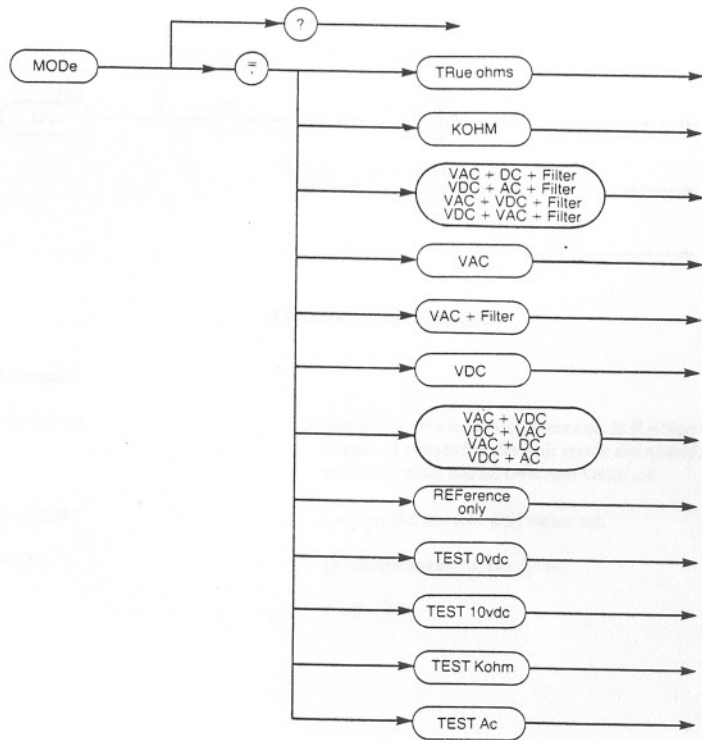 ?
MODe
=
,
TRue ohms
KOHM
VAC + DC + Filter
VDC + AC + Filter
VAC + VDC + Filter
VDC + VAC + Filter
VAC
VAC + Filter
VDC
VAC + VDC
VDC + VAC
VAC + DC
VDC + AC
REFerence
only
TEST 0vdc
TEST 10vdc
TEST Kohm
TEST Ac